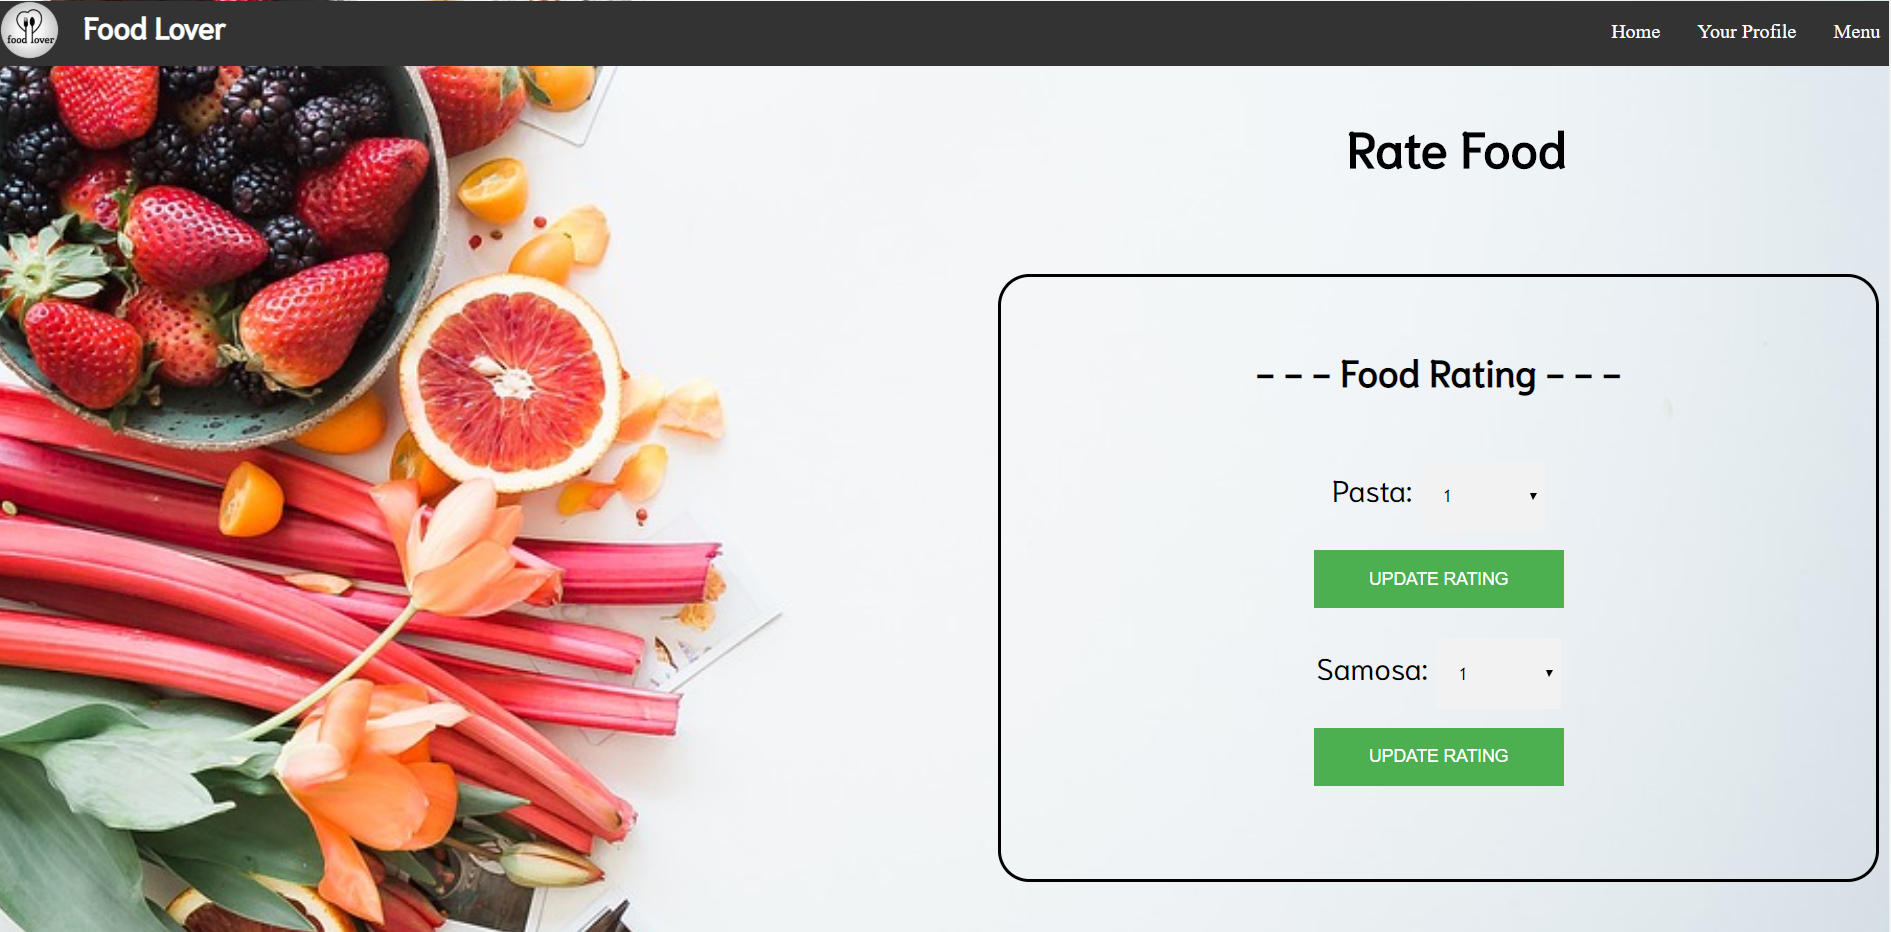 food lover
Food Lover
Home
Your Profile
Menu
Rate Food
- - - Food Rating - - -
Pasta: 1 ▾
UPDATE RATING
Samosa: 1 ▾
UPDATE RATING